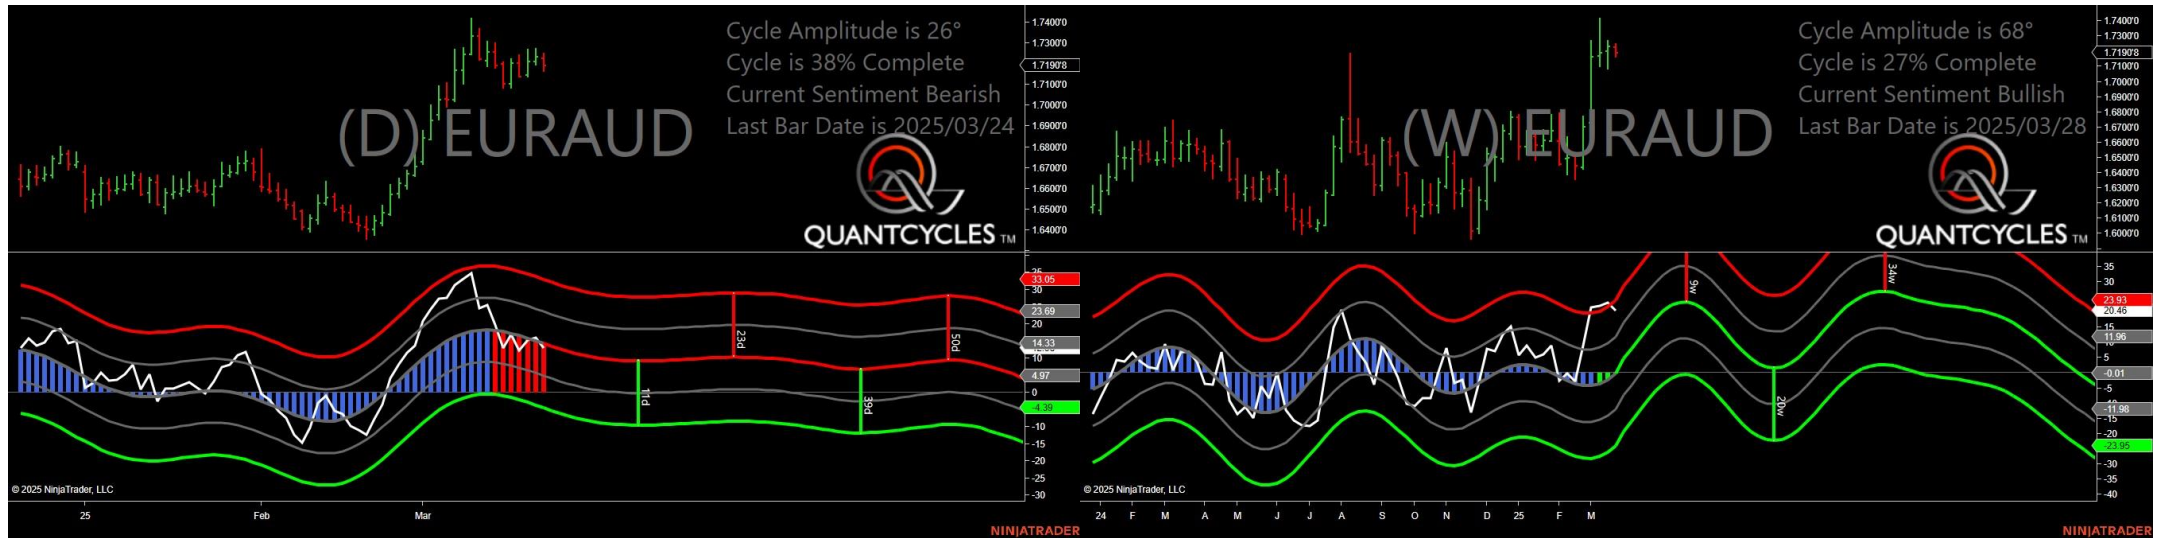 Cycle Amplitude is 26°
Cycle is 38% Complete
Current Sentiment Bearish
Last Bar Date is 2025/03/24
(D) EURAUD
QUANTCYCLES TM
1.7400'0
1.7300'0
1.7190'8
1.7100'0
1.7000'0
1.6900'0
1.6800'0
1.6700'0
1.6600'0
1.6500'0
1.6400'0
33.05
30
23.69
20
14.33
10
4.97
0
-4.39
-10
-15
-20
-25
-30
11d
23d
39d
50d
© 2025 NinjaTrader, LLC
25 Feb Mar
NINJATRADER
Cycle Amplitude is 68°
Cycle is 27% Complete
Current Sentiment Bullish
Last Bar Date is 2025/03/28
(W) EURAUD
QUANTCYCLES TM
1.7400'0
1.7300'0
1.7190'8
1.7100'0
1.7000'0
1.6900'0
1.6800'0
1.6700'0
1.6600'0
1.6500'0
1.6400'0
1.6300'0
1.6200'0
1.6100'0
1.6000'0
35
30
23.93
20.46
15
11.96
5
-0.01
-5
-11.98
-15
-20
-23.95
-30
-35
-40
9w
20w
34w
© 2025 NinjaTrader, LLC
24 F M A M J J A S O N D 25 F M
NINJATRADER